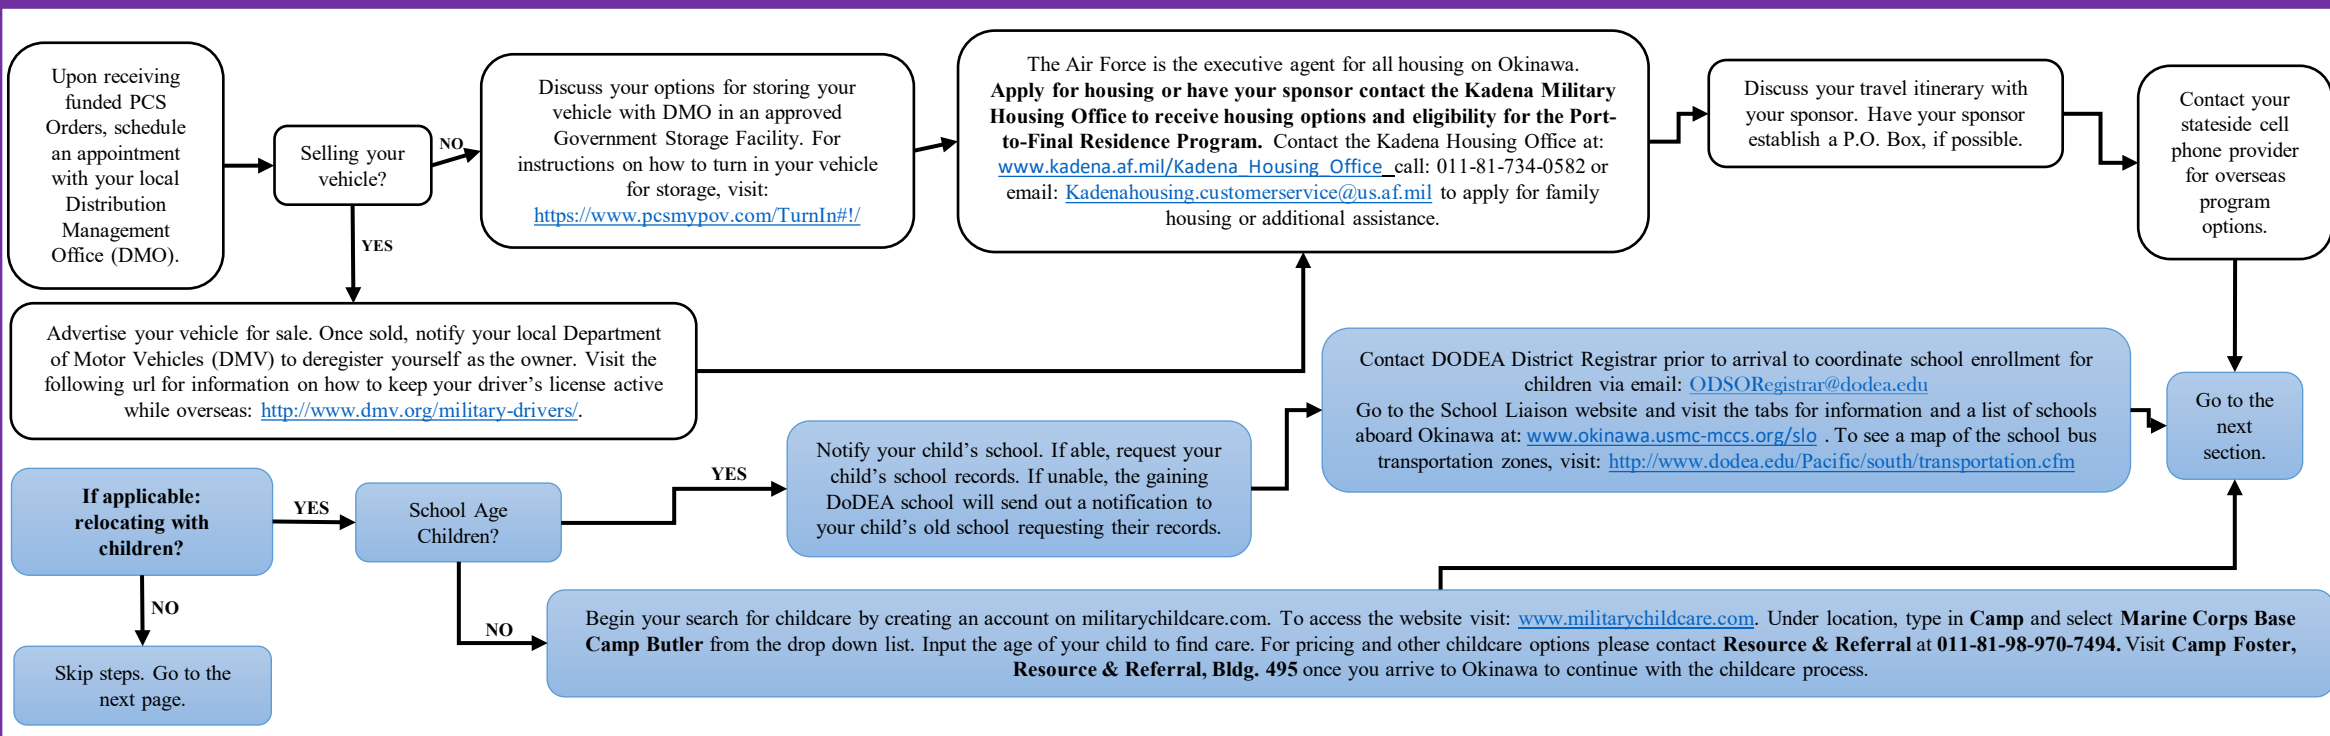 Upon receiving
funded PCS
Orders, schedule
an appointment
with your local
Distribution
Management
Office (DMO).
Selling your
vehicle?
NO
YES
Discuss your options for storing your
vehicle with DMO in an approved
Government Storage Facility. For
instructions on how to turn in your vehicle
for storage, visit:
https://www.pcsmypov.com/TurnIn#!/
The Air Force is the executive agent for all housing on Okinawa.
Apply for housing or have your sponsor contact the Kadena Military
Housing Office to receive housing options and eligibility for the Port-
to-Final Residence Program. Contact the Kadena Housing Office at:
www.kadena.af.mil/Kadena_Housing_Office call: 011-81-734-0582 or
email: Kadenahousing.customerservice@us.af.mil to apply for family
housing or additional assistance.
Discuss your travel itinerary with
your sponsor. Have your sponsor
establish a P.O. Box, if possible.
Contact your
stateside cell
phone provider
for overseas
program
options.
Advertise your vehicle for sale. Once sold, notify your local Department
of Motor Vehicles (DMV) to deregister yourself as the owner. Visit the
following url for information on how to keep your driver's license active
while overseas: http://www.dmv.org/military-drivers/.
Contact DODEA District Registrar prior to arrival to coordinate school enrollment for
children via email: ODSORegistrar@dodea.edu
Go to the School Liaison website and visit the tabs for information and a list of schools
aboard Okinawa at: www.okinawa.usmc-mccs.org/slo . To see a map of the school bus
transportation zones, visit: http://www.dodea.edu/Pacific/south/transportation.cfm
Go to the
next
section.
If applicable:
relocating with
children?
YES
School Age
Children?
YES
Notify your child's school. If able, request your
child's school records. If unable, the gaining
DoDEA school will send out a notification to
your child's old school requesting their records.
NO
NO
Skip steps. Go to the
next page.
Begin your search for childcare by creating an account on militarychildcare.com. To access the website visit: www.militarychildcare.com. Under location, type in Camp and select Marine Corps Base
Camp Butler from the drop down list. Input the age of your child to find care. For pricing and other childcare options please contact Resource & Referral at 011-81-98-970-7494. Visit Camp Foster,
Resource & Referral, Bldg. 495 once you arrive to Okinawa to continue with the childcare process.